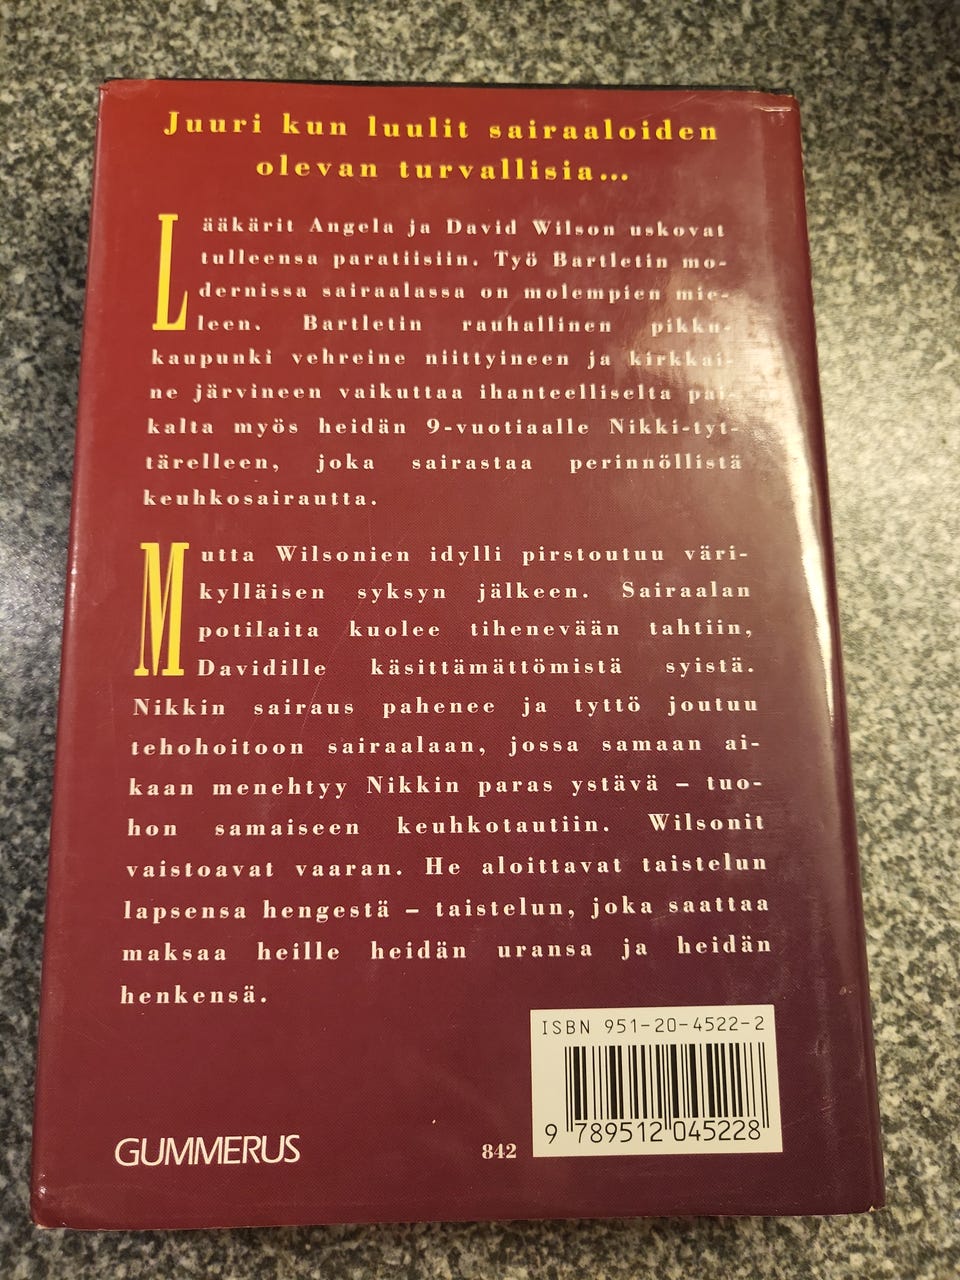 Juuri kun luulit sairaaloiden
olevan turvallisia...
Lääkärit Angela ja David Wilson uskovat
tulleensa paratiisiin. Työ Bartletin mo-
dernissa sairaalassa on molempien mie-
leen. Bartletin rauhallinen pikku-
kaupunki vehreine niittyineen ja kirkkai-
ne järvineen vaikuttaa ihanteelliselta pai-
kalta myös heidän 9-vuotiaalle Nikki-tyt-
tärelleen, joka sairastaa perinnöllistä
keuhkosairautta.
Mutta Wilsonien idylli pirstoutuu väri-
kylläisen syksyn jälkeen. Sairaalan
potilaita kuolee tihenevään tahtiin,
Davidille käsittämättömistä syistä.
Nikkin sairaus pahenee ja tyttö joutuu
tehohoitoon sairaalaan, jossa samaan ai-
kaan menehtyy Nikkin paras ystävä – tuo-
hon samaiseen keuhkotautiin. Wilsonit
vaistoavat vaaran. He aloittavat taistelun
lapsensa hengestä – taistelun, joka saattaa
maksaa heille heidän uransa ja heidän
henkensä.
ISBN 951-20-4522-2
9 789512 045228
GUMMERUS
842